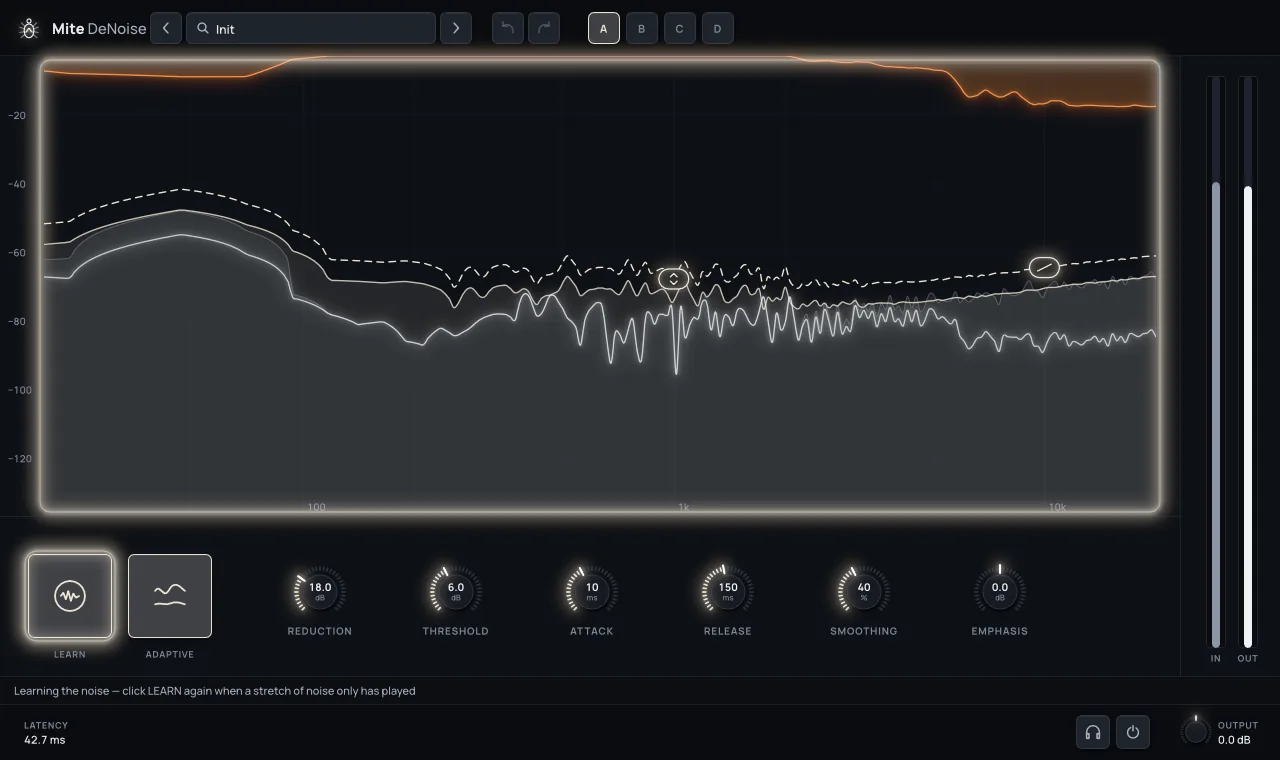 Mite DeNoise
Init
A
B
C
D
−20
−40
−60
−80
−100
−120
100
1k
10k
18.0
dB
6.0
dB
10
ms
150
ms
40
%
0.0
dB
REDUCTION
THRESHOLD
ATTACK
RELEASE
SMOOTHING
EMPHASIS
LEARN
ADAPTIVE
IN
OUT
Learning the noise — click LEARN again when a stretch of noise only has played
LATENCY
42.7 ms
OUTPUT
0.0 dB